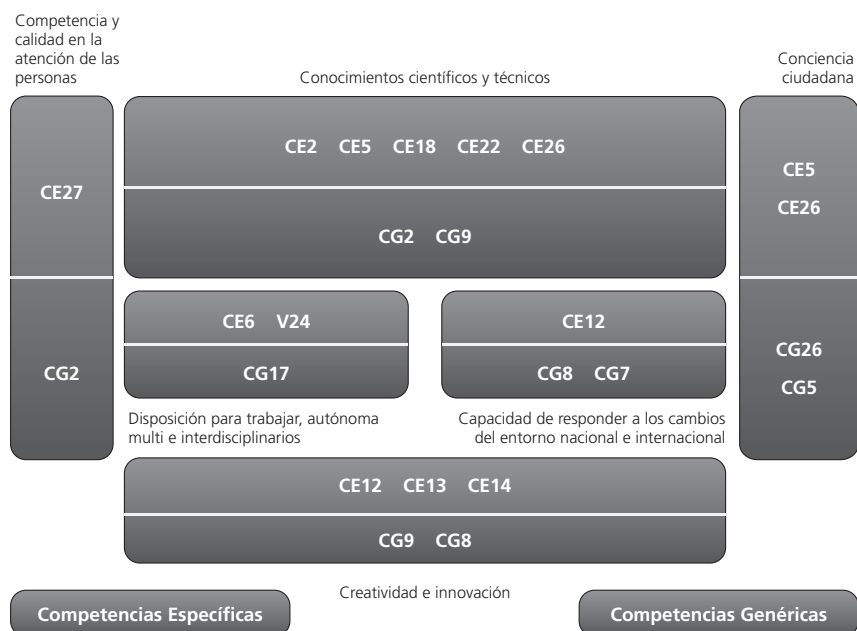 Competencia y
calidad en la
atención de las
personas
Conocimientos científicos y técnicos
Conciencia
ciudadana
CE27
CG2
CE2 CE5 CE18 CE22 CE26
CG2 CG9
CE5
CE26
CG26
CG5
CE6 V24
CG17
CE12
CG8 CG7
Disposición para trabajar, autónoma
multi e interdisciplinarios
Capacidad de responder a los cambios
del entorno nacional e internacional
CE12 CE13 CE14
CG9 CG8
Creatividad e innovación
Competencias Específicas
Competencias Genéricas